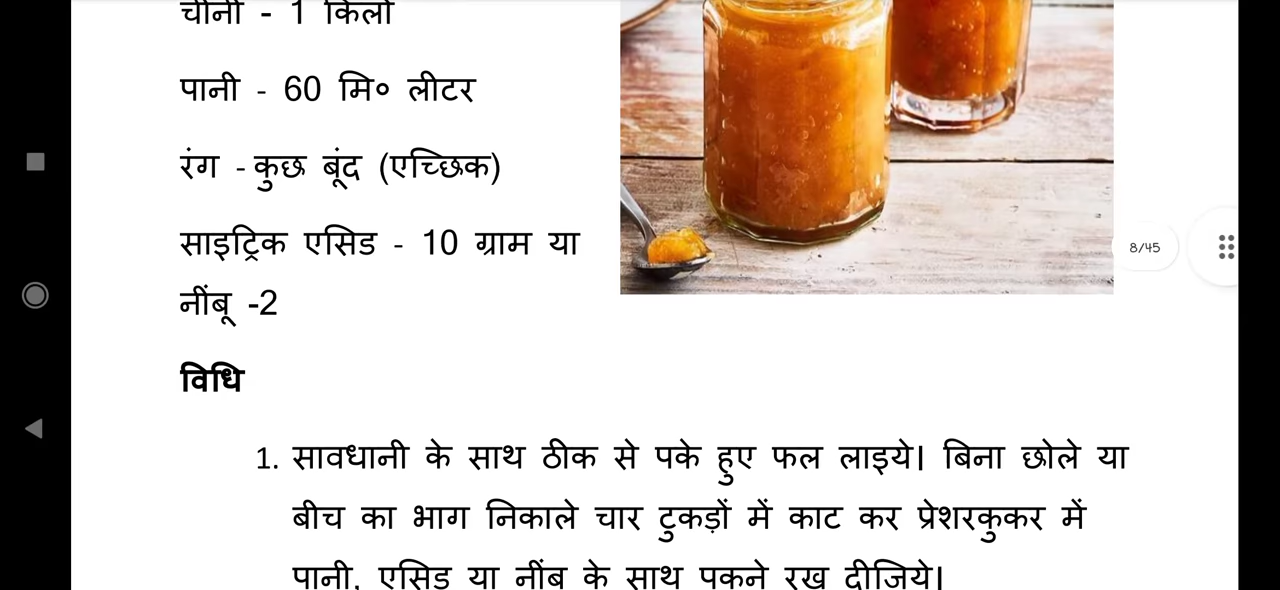 चीनी - 1 किलो
पानी - 60 मि० लीटर
रंग - कुछ बूंद (एच्छिक)
साइट्रिक एसिड - 10 ग्राम या
नींबू -2
8/45
विधि
1. सावधानी के साथ ठीक से पके हुए फल लाइये। बिना छोले या
बीच का भाग निकाले चार टुकड़ों में काट कर प्रेशरकुकर में
पानी, एसिड या नींबू के साथ पकने रख दीजिये।